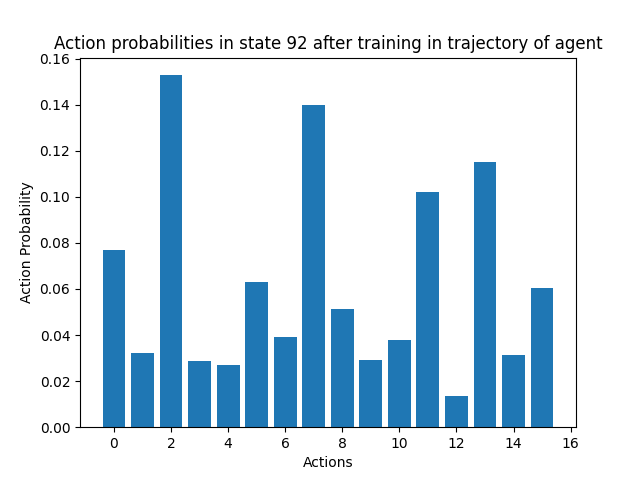 Action probabilities in state 92 after training in trajectory of agent
0.16
0.14
0.12
0.10
0.08
0.06
0.04
0.02
0.00
Action Probability
0 2 4 6 8 10 12 14 16
Actions